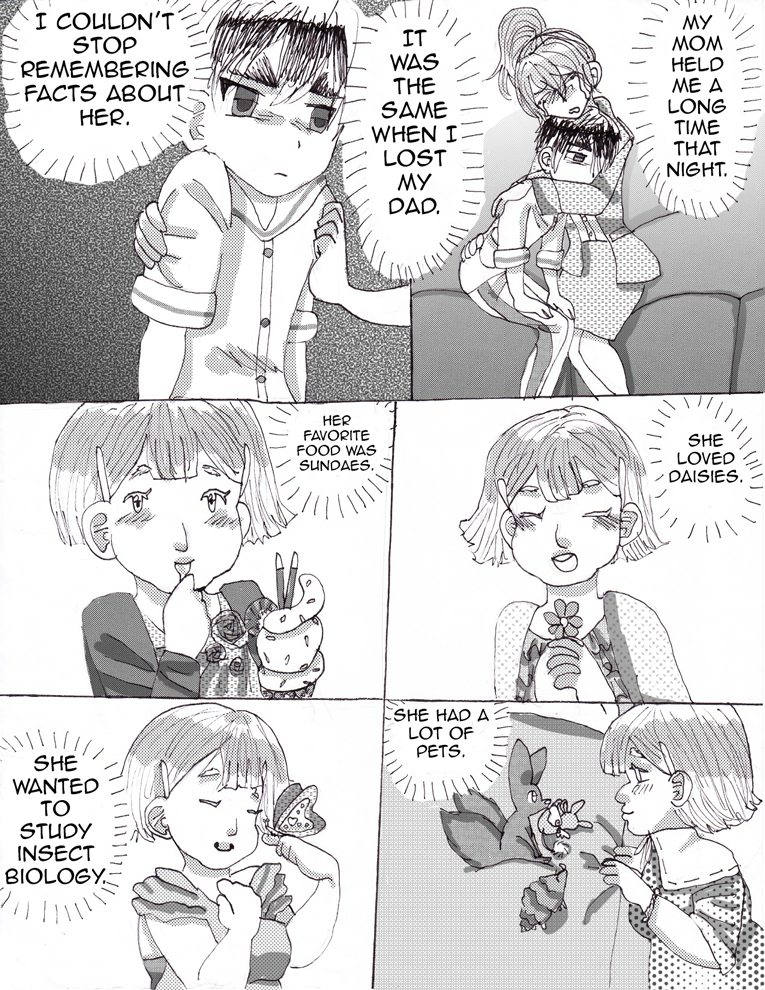 I COULDN'T
STOP
REMEMBERING
FACTS ABOUT
HER.
IT
WAS
THE
SAME
WHEN I
LOST
MY
DAD.
MY
MOM
HELD
ME A
LONG
TIME
THAT
NIGHT.
HER
FAVORITE
FOOD WAS
SUNDAES.
SHE
LOVED
DAISIES.
SHE
WANTED
TO
STUDY
INSECT
BIOLOGY.
SHE HAD A
LOT OF
PETS.